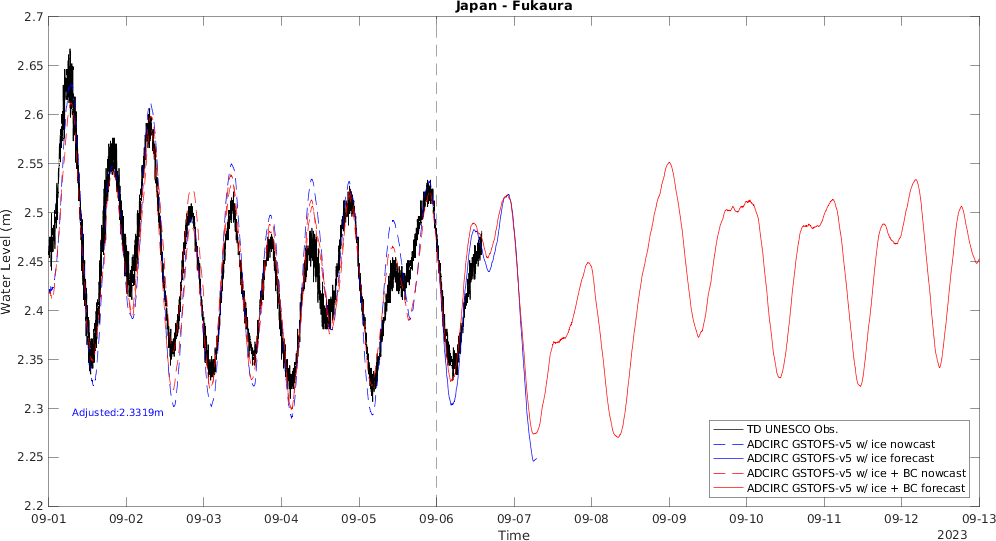 Japan - Fukaura
2.7
2.65
2.6
2.55
2.5
2.45
2.4
2.35
2.3
2.25
2.2
Water Level (m)
Adjusted:2.3319m
TD UNESCO Obs.
ADCIRC GSTOFS-v5 w/ ice nowcast
ADCIRC GSTOFS-v5 w/ ice forecast
ADCIRC GSTOFS-v5 w/ ice + BC nowcast
ADCIRC GSTOFS-v5 w/ ice + BC forecast
09-01 09-02 09-03 09-04 09-05 09-06 09-07 09-08 09-09 09-10 09-11 09-12 09-13
Time
2023